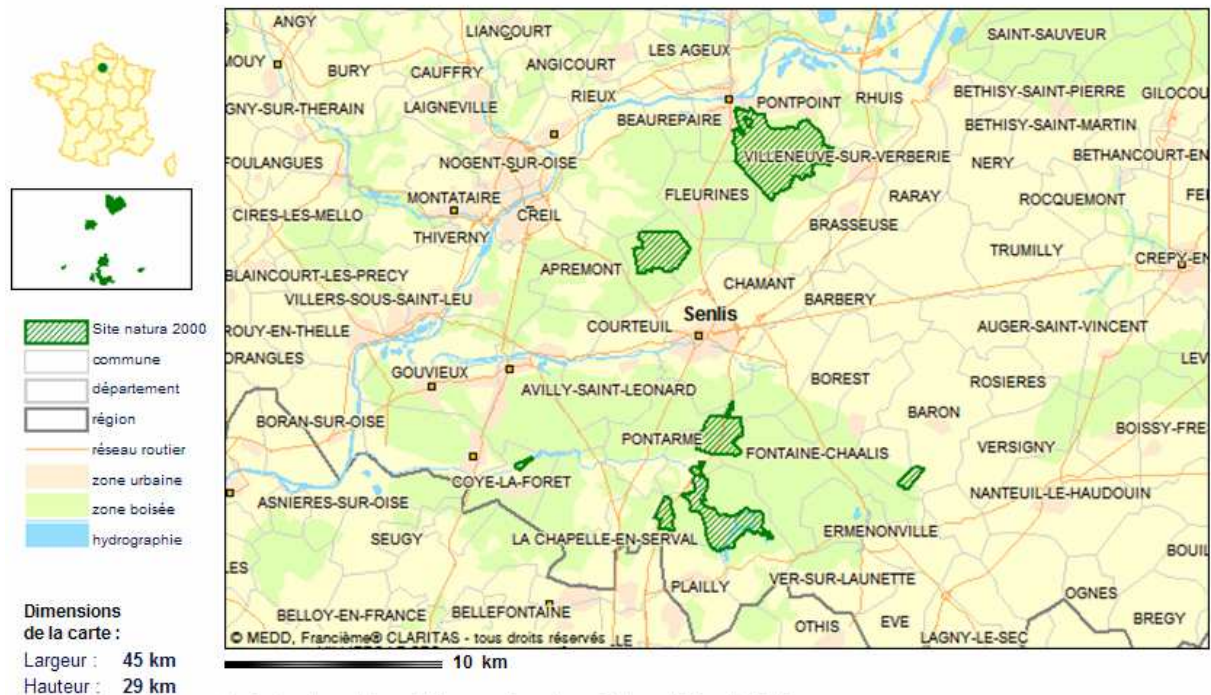 Site natura 2000
commune
département
région
réseau routier
zone urbaine
zone boisée
hydrographie
Dimensions
de la carte :
Largeur : 45 km
Hauteur : 29 km
ANGY
LIANCOURT
SAINT-SAUVEUR
LES AGEUX
MOUY
BURY
CAUFFRY
ANGICOURT
RIEUX
PONTPOINT
RHUIS
BETHISY-SAINT-PIERRE
GILOCOU
GNY-SUR-THERAIN
LAIGNEVILLE
BEAUREPAIRE
BETHISY-SAINT-MARTIN
FOULANGUES
NOGENT-SUR-OISE
VILLENEUVE-SUR-VERBERIE
NERY
BETHANCOURT-EN
MONTATAIRE
FLEURINES
RARAY
ROCQUEMONT
FEI
CIRES-LES-MELLO
CREIL
BRASSEUSE
THIVERNY
TRUMILLY
CREPY-EN
BLAINCOURT-LES-PRECY
APREMONT
CHAMANT
VILLERS-SOUS-SAINT-LEU
BARBERY
Senlis
ROUY-EN-THELLE
COURTEUIL
AUGER-SAINT-VINCENT
ORANGLES
LEV
GOUVIEUX
AVILLY-SAINT-LEONARD
BOREST
ROSIERES
BARON
BORAN-SUR-OISE
PONTARME
VERSIGNY
BOISSY-FRE
FONTAINE-CHAALIS
COYE-LA-FORET
ASNIERES-SUR-OISE
NANTEUIL-LE-HAUDOUIN
SEUGY
LA CHAPELLE-EN-SERVAL
ERMENONVILLE
BOUIL
LES
PLAILLY
VER-SUR-LAUNETTE
OGNES
BELLOY-EN-FRANCE
BELLEFONTAINE
OTHIS
EVE
BREGY
© MEDD, Francième® CLARITAS - tous droits réservés
LE
LAGNY-LE-SEC
10 km